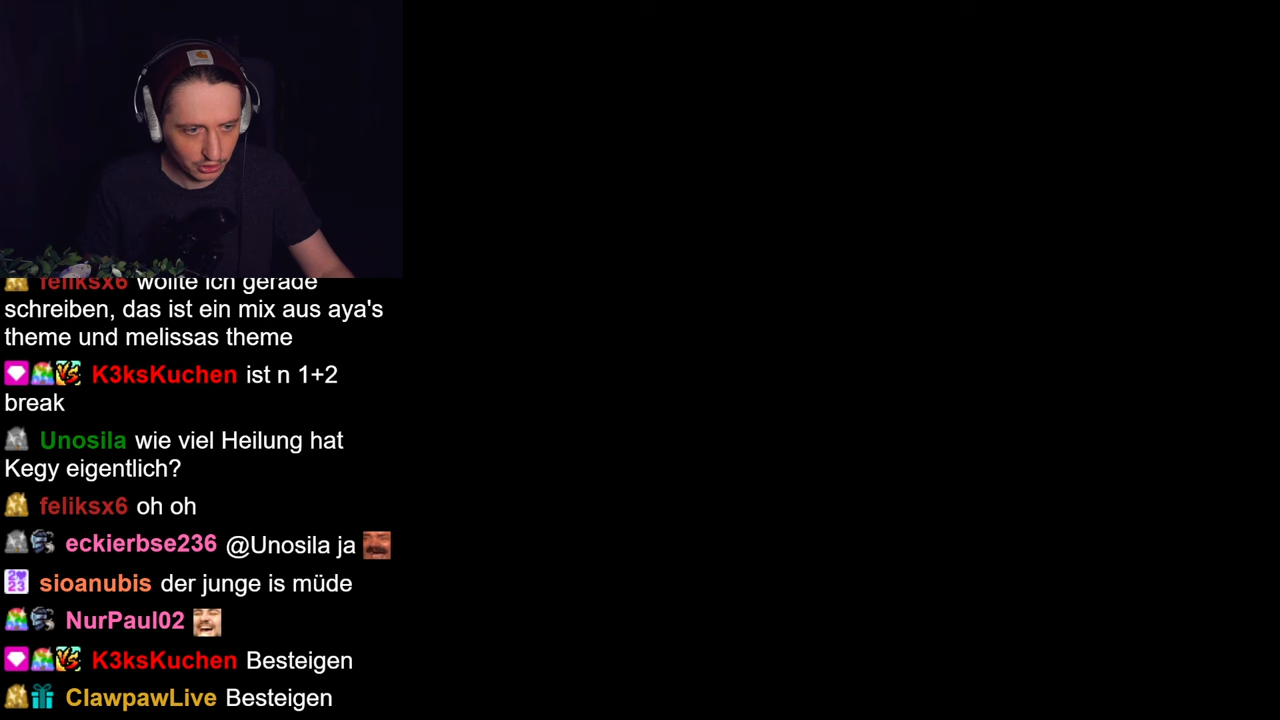 feliksx6 wollte ich gerade
schreiben, das ist ein mix aus aya's
theme und melissas theme
K3ksKuchen ist n 1+2
break
Unosila wie viel Heilung hat
Kegy eigentlich?
feliksx6 oh oh
eckierbse236 @Unosila ja
sioanubis der junge is müde
NurPaul02
K3ksKuchen Besteigen
ClawpawLive Besteigen